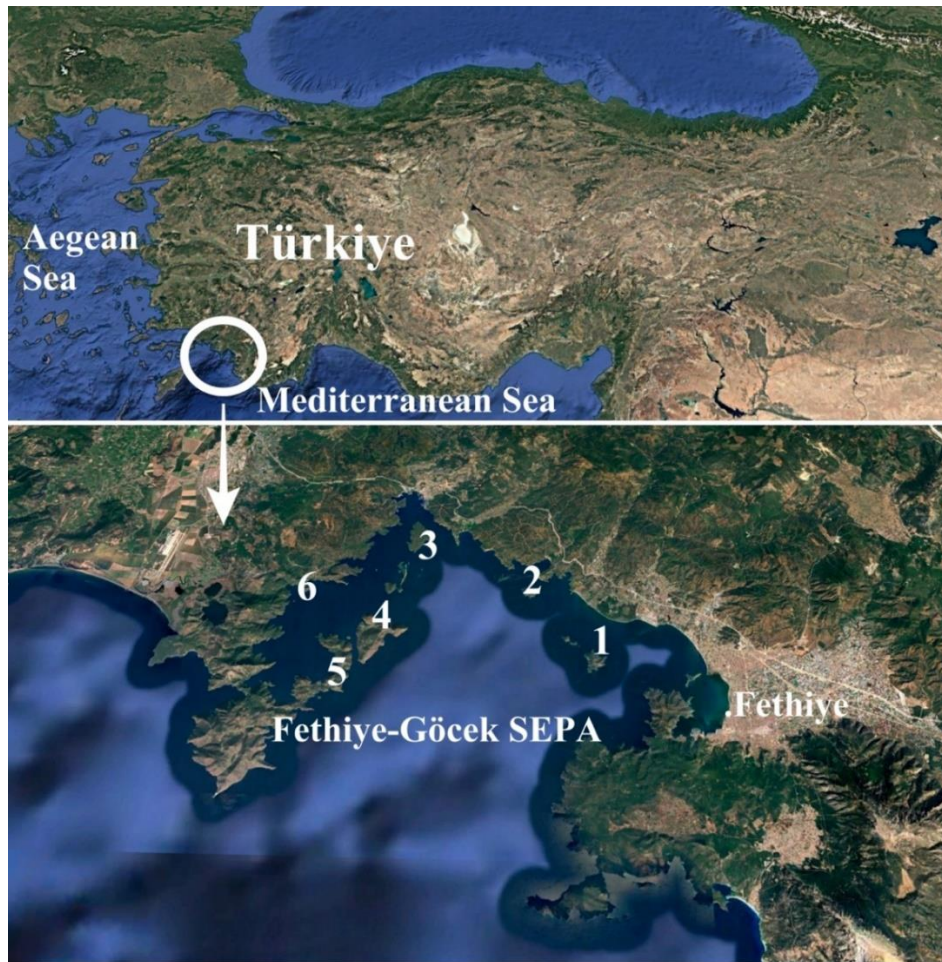 Aegean
Sea
Türkiye
Mediterranean Sea
3
2
6
4
1
5
.Fethiye
Fethiye-Göcek SEPA